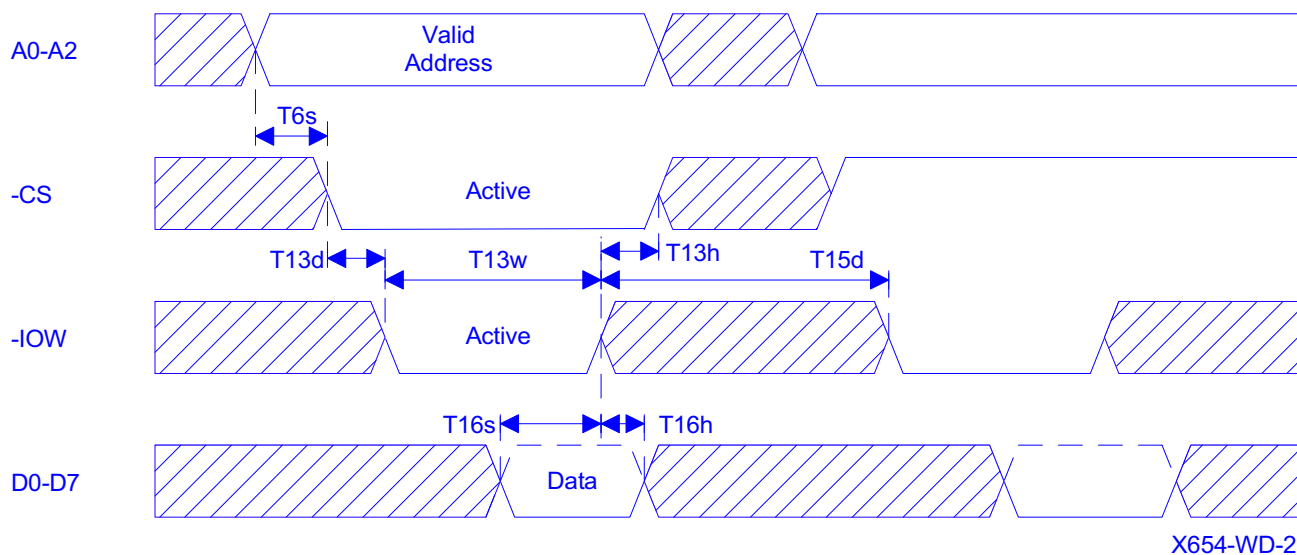 A0-A2
Valid
Address
T6s
-CS
Active
T13d
T13w
T13h
T15d
-IOW
Active
T16s
T16h
D0-D7
Data
X654-WD-2